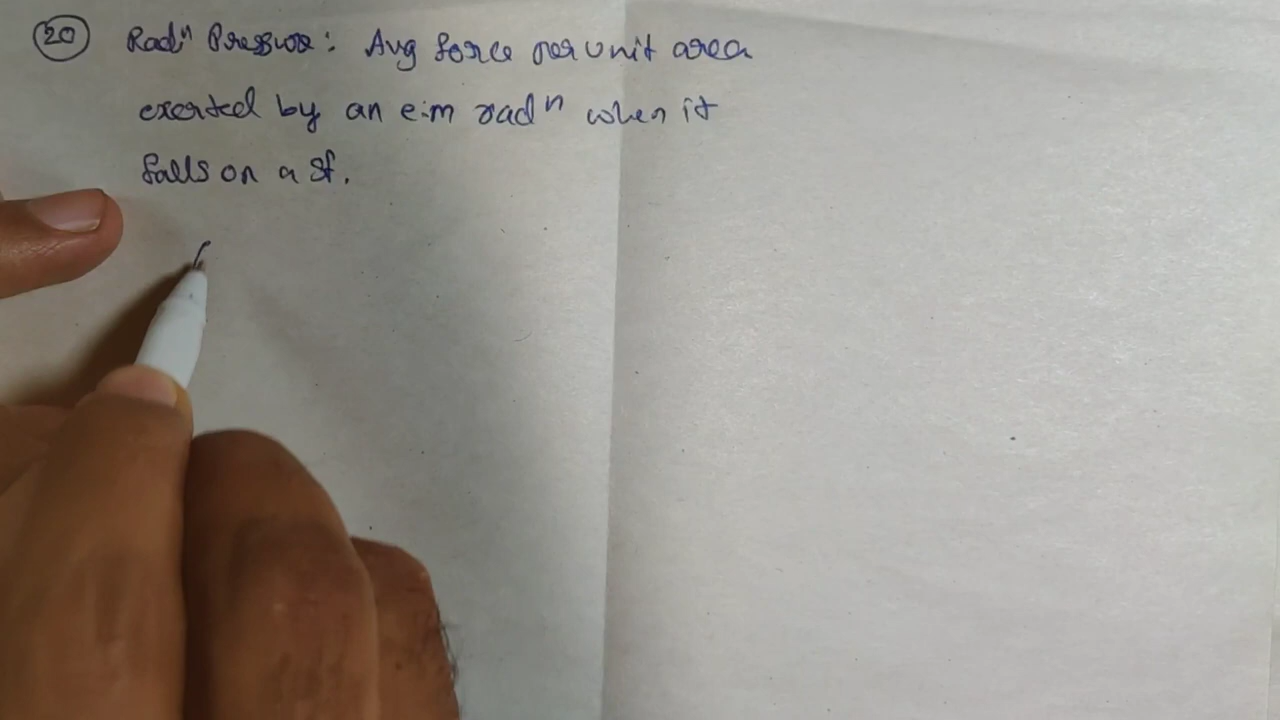 20 Radⁿ Pressure: Avg force per unit area
exerted by an e.m radⁿ when it
falls on a sf.